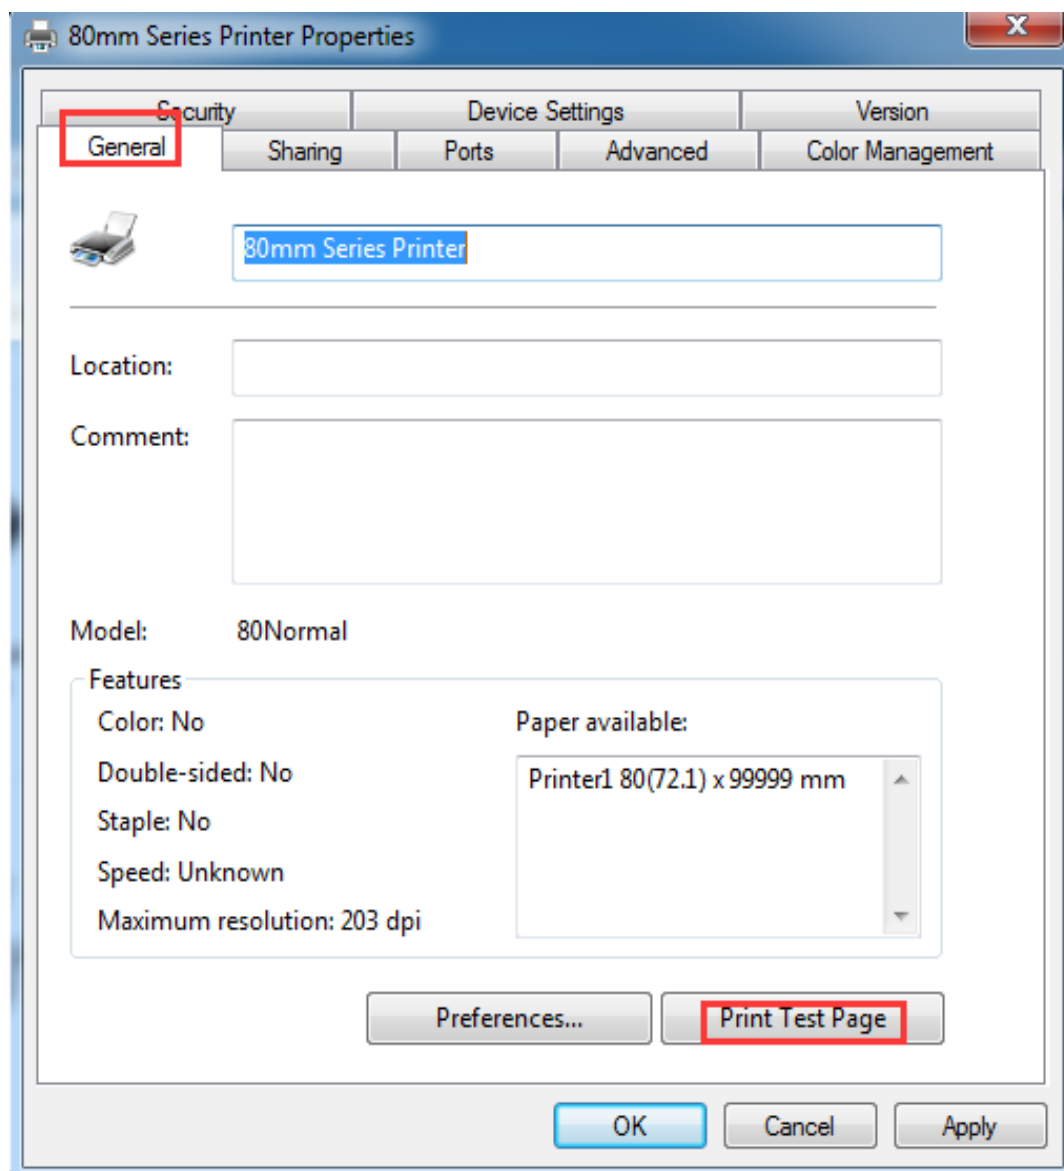 80mm Series Printer Properties
X
Security Device Settings Version
General Sharing Ports Advanced Color Management
80mm Series Printer
Location:
Comment:
Model: 80Normal
Features
Color: No Paper available:
Double-sided: No Printer1 80(72.1) x 99999 mm
Staple: No
Speed: Unknown
Maximum resolution: 203 dpi
Preferences... Print Test Page
OK Cancel Apply